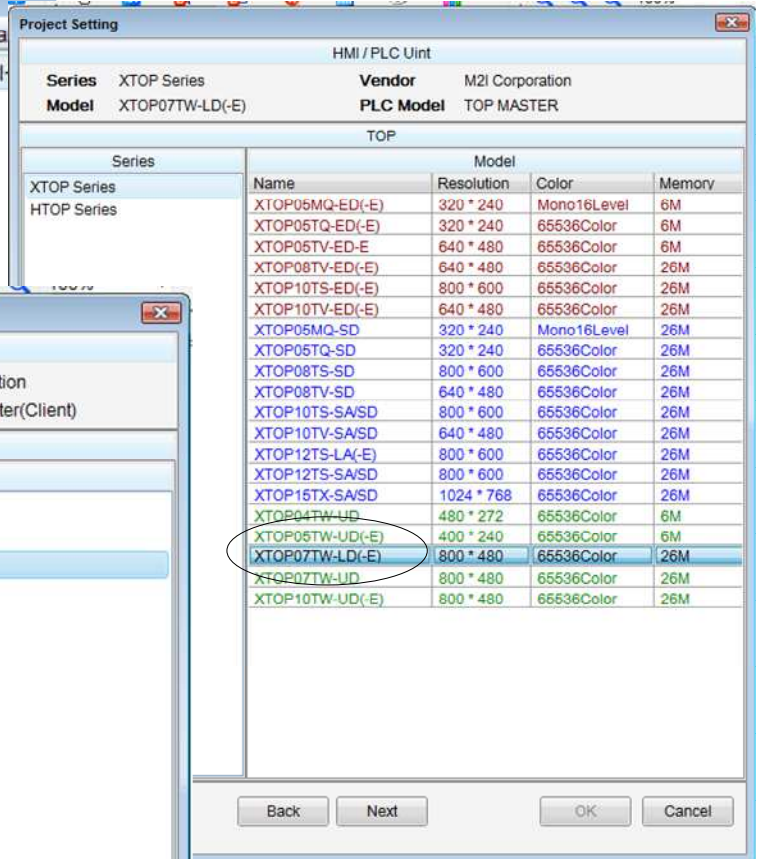 Project Setting
HMI / PLC Uint
Series XTOP Series Vendor M2I Corporation
Model XTOP07TW-LD(-E) PLC Model TOP MASTER
TOP
Series Model
XTOP Series
HTOP Series
Name Resolution Color Memory
XTOP05MQ-ED(-E) 320 * 240 Mono16Level 6M
XTOP05TQ-ED(-E) 320 * 240 65536Color 6M
XTOP05TV-ED-E 640 * 480 65536Color 6M
XTOP08TV-ED(-E) 640 * 480 65536Color 26M
XTOP10TS-ED(-E) 800 * 600 65536Color 26M
XTOP10TV-ED(-E) 640 * 480 65536Color 26M
XTOP05MQ-SD 320 * 240 Mono16Level 26M
XTOP05TQ-SD 320 * 240 65536Color 26M
XTOP08TS-SD 800 * 600 65536Color 26M
XTOP08TV-SD 640 * 480 65536Color 26M
XTOP10TS-SA/SD 800 * 600 65536Color 26M
XTOP10TV-SA/SD 640 * 480 65536Color 26M
XTOP12TS-LA(-E) 800 * 600 65536Color 26M
XTOP12TS-SA/SD 800 * 600 65536Color 26M
XTOP15TX-SA/SD 1024 * 768 65536Color 26M
XTOP04TW-UD 480 * 272 65536Color 6M
XTOP05TW-UD(-E) 400 * 240 65536Color 6M
XTOP07TW-LD(-E) 800 * 480 65536Color 26M
XTOP07TW-UD 800 * 480 65536Color 26M
XTOP10TW-UD(-E) 800 * 480 65536Color 26M
tion
ter(Client)
Back Next OK Cancel